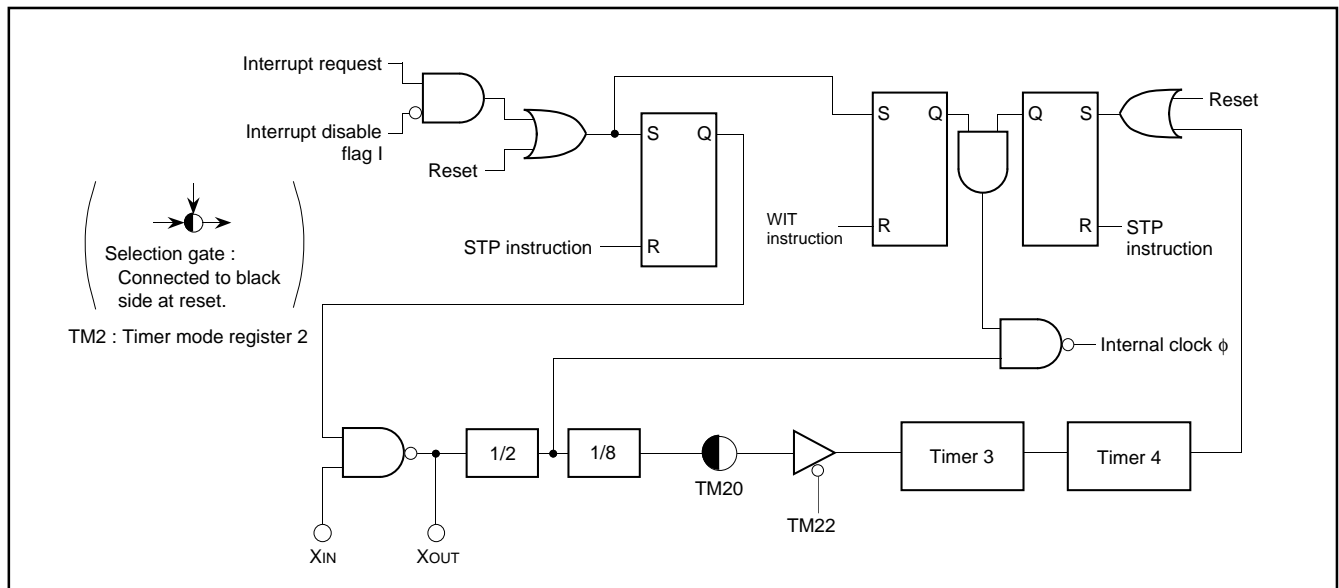 Interrupt request
Interrupt disable
flag I
Reset
S
Q
R
STP instruction
S
Q
R
WIT
instruction
Q
S
R
Reset
STP
instruction
Selection gate :
Connected to black
side at reset.
TM2 : Timer mode register 2
Internal clock ϕ
1/2
1/8
TM20
TM22
Timer 3
Timer 4
XIN
XOUT